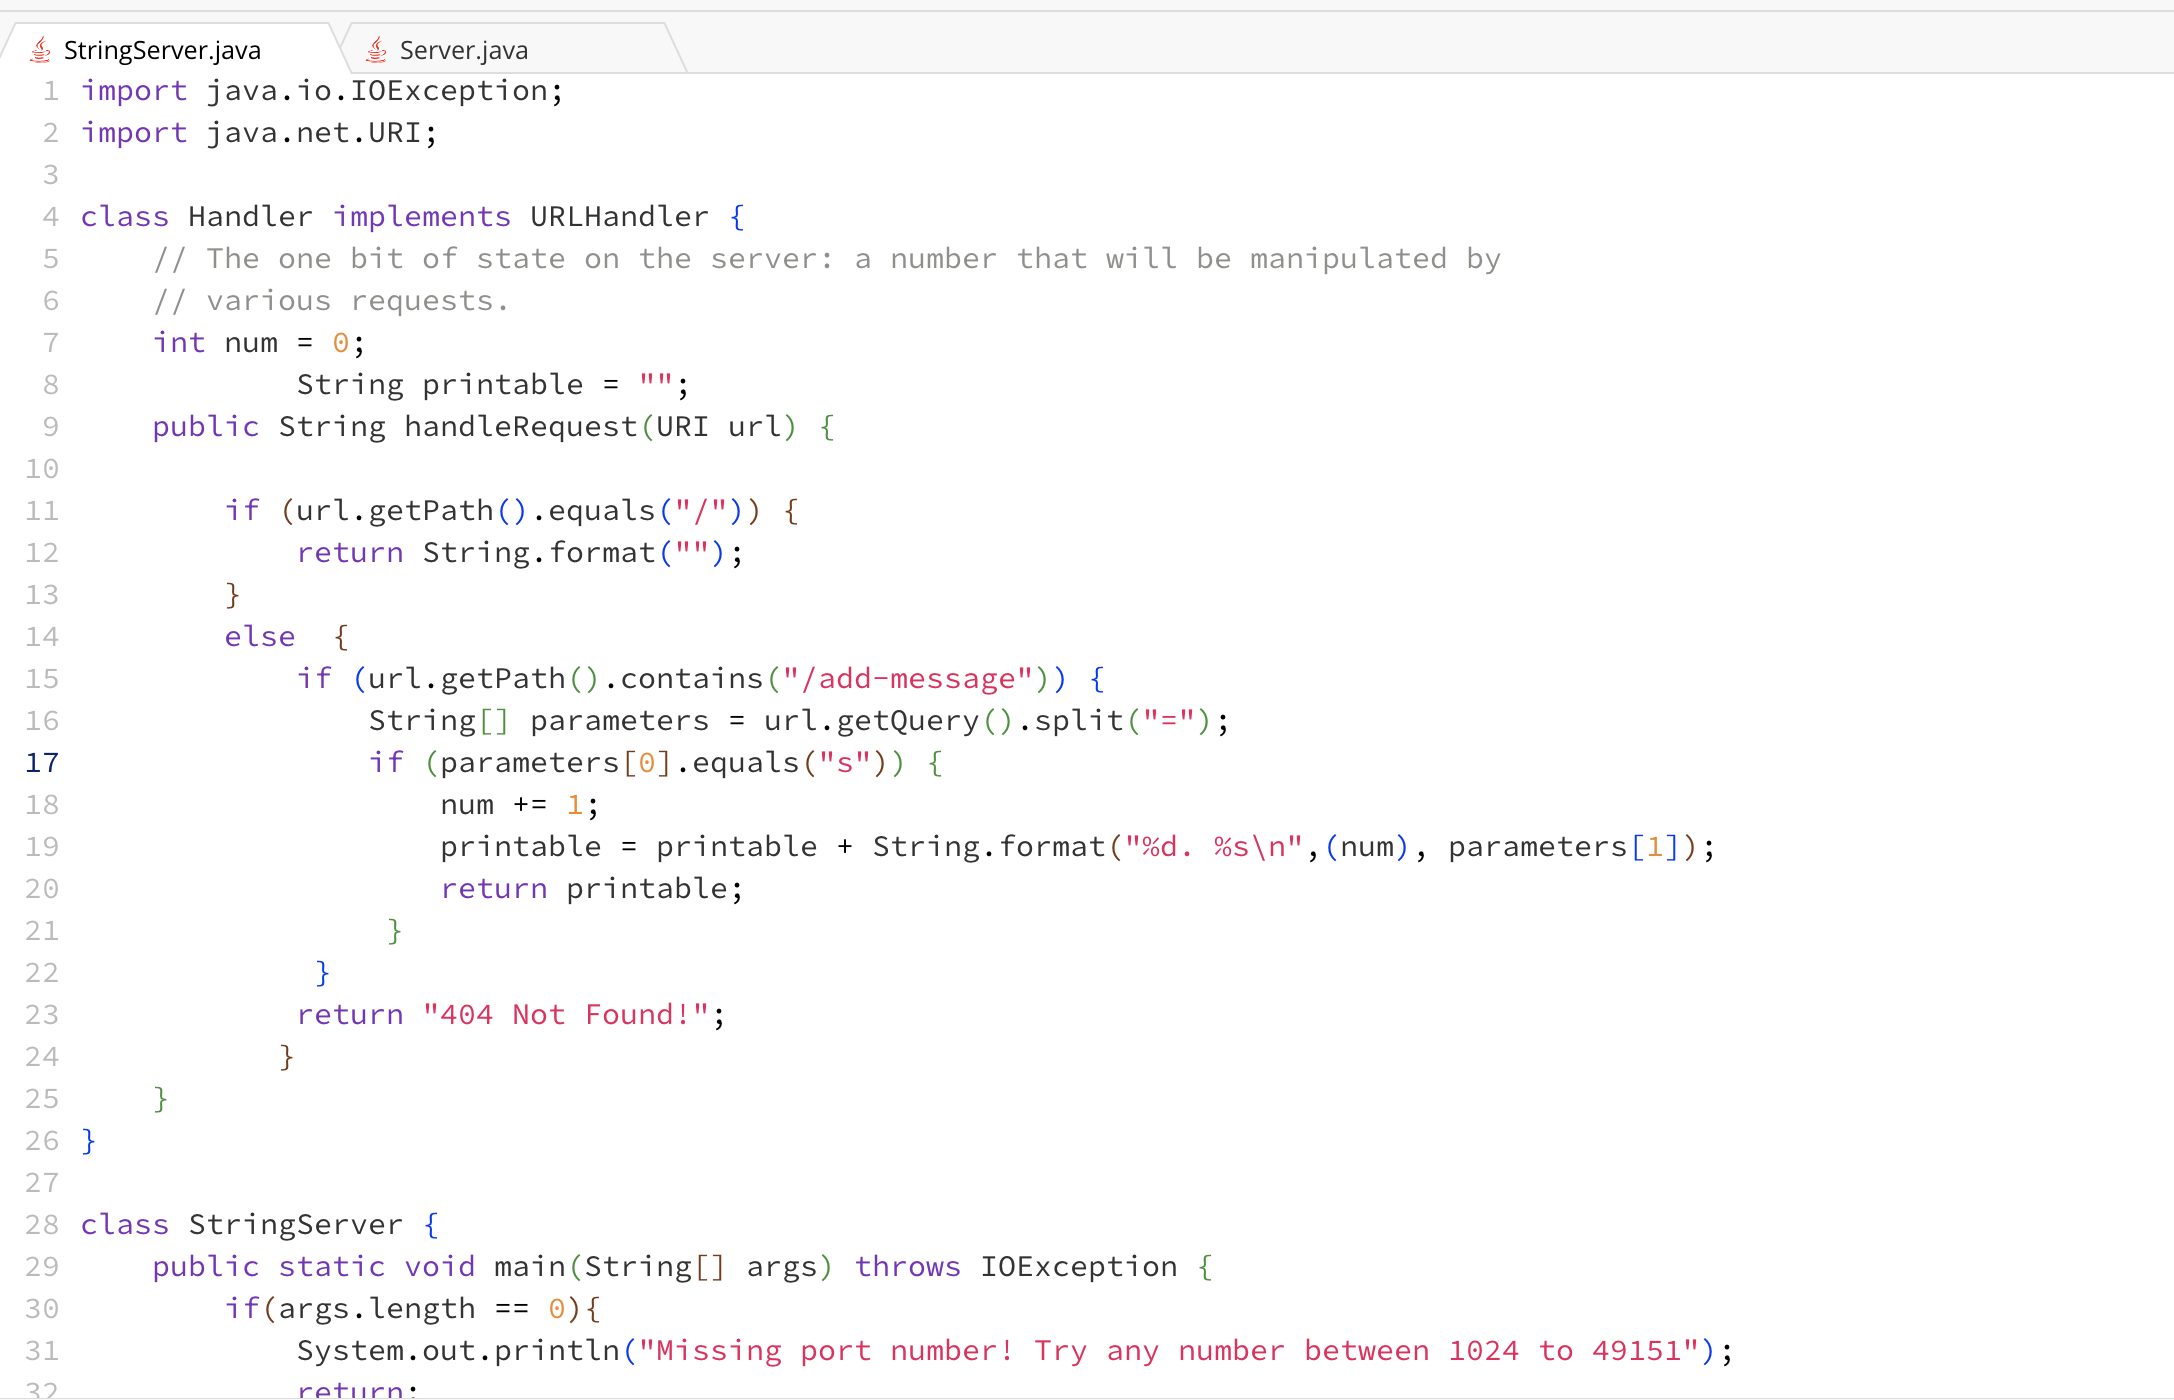 StringServer.java
Server.java
1 import java.io.IOException;
2 import java.net.URI;
3
4 class Handler implements URLHandler {
5     // The one bit of state on the server: a number that will be manipulated by
6     // various requests.
7     int num = 0;
8             String printable = "";
9     public String handleRequest(URI url) {
10
11         if (url.getPath().equals("/")) {
12             return String.format("");
13         }
14         else  {
15             if (url.getPath().contains("/add-message")) {
16                 String[] parameters = url.getQuery().split("=");
17                 if (parameters[0].equals("s")) {
18                     num += 1;
19                     printable = printable + String.format("%d. %s\n",(num), parameters[1]);
20                     return printable;
21                  }
22              }
23             return "404 Not Found!";
24            }
25     }
26 }
27
28 class StringServer {
29     public static void main(String[] args) throws IOException {
30         if(args.length == 0){
31             System.out.println("Missing port number! Try any number between 1024 to 49151");
32             return;